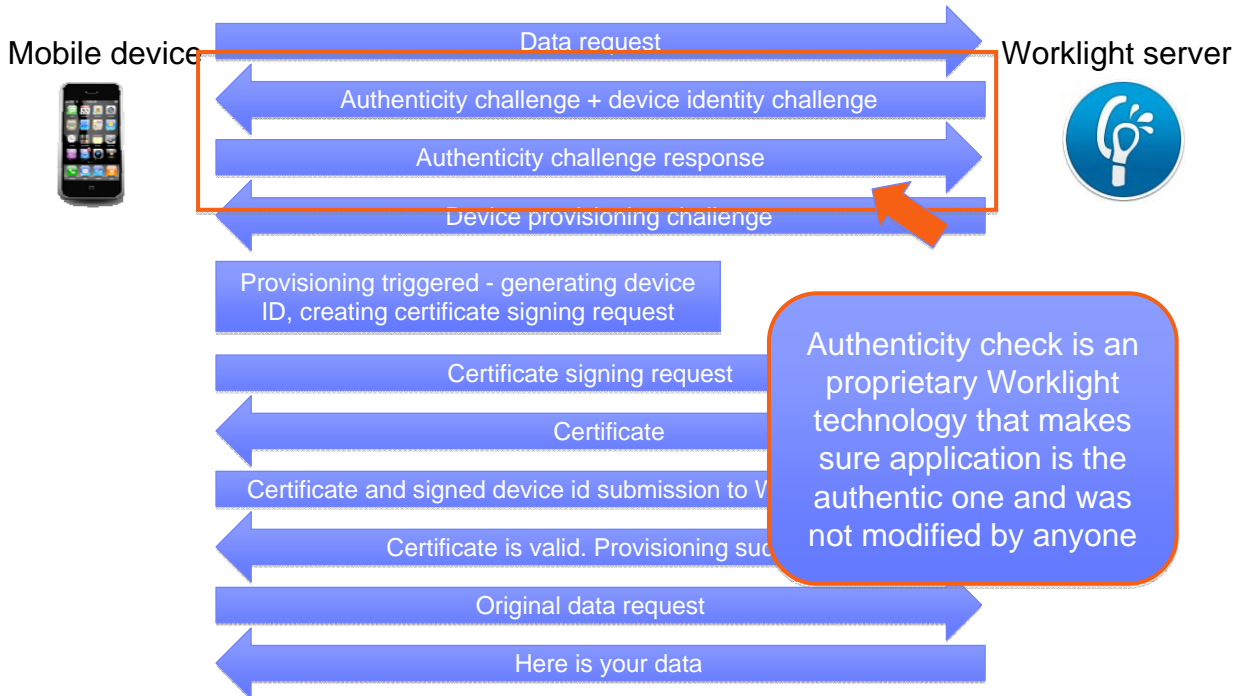 Data request
Mobile device
Worklight server
Authenticity challenge + device identity challenge
Authenticity challenge response
Device provisioning challenge
Provisioning triggered - generating device
ID, creating certificate signing request
Certificate signing request
Certificate
Certificate and signed device id submission to
Certificate is valid. Provisioning
Authenticity check is an
proprietary Worklight
technology that makes
sure application is the
authentic one and was
not modified by anyone
Original data request
Here is your data